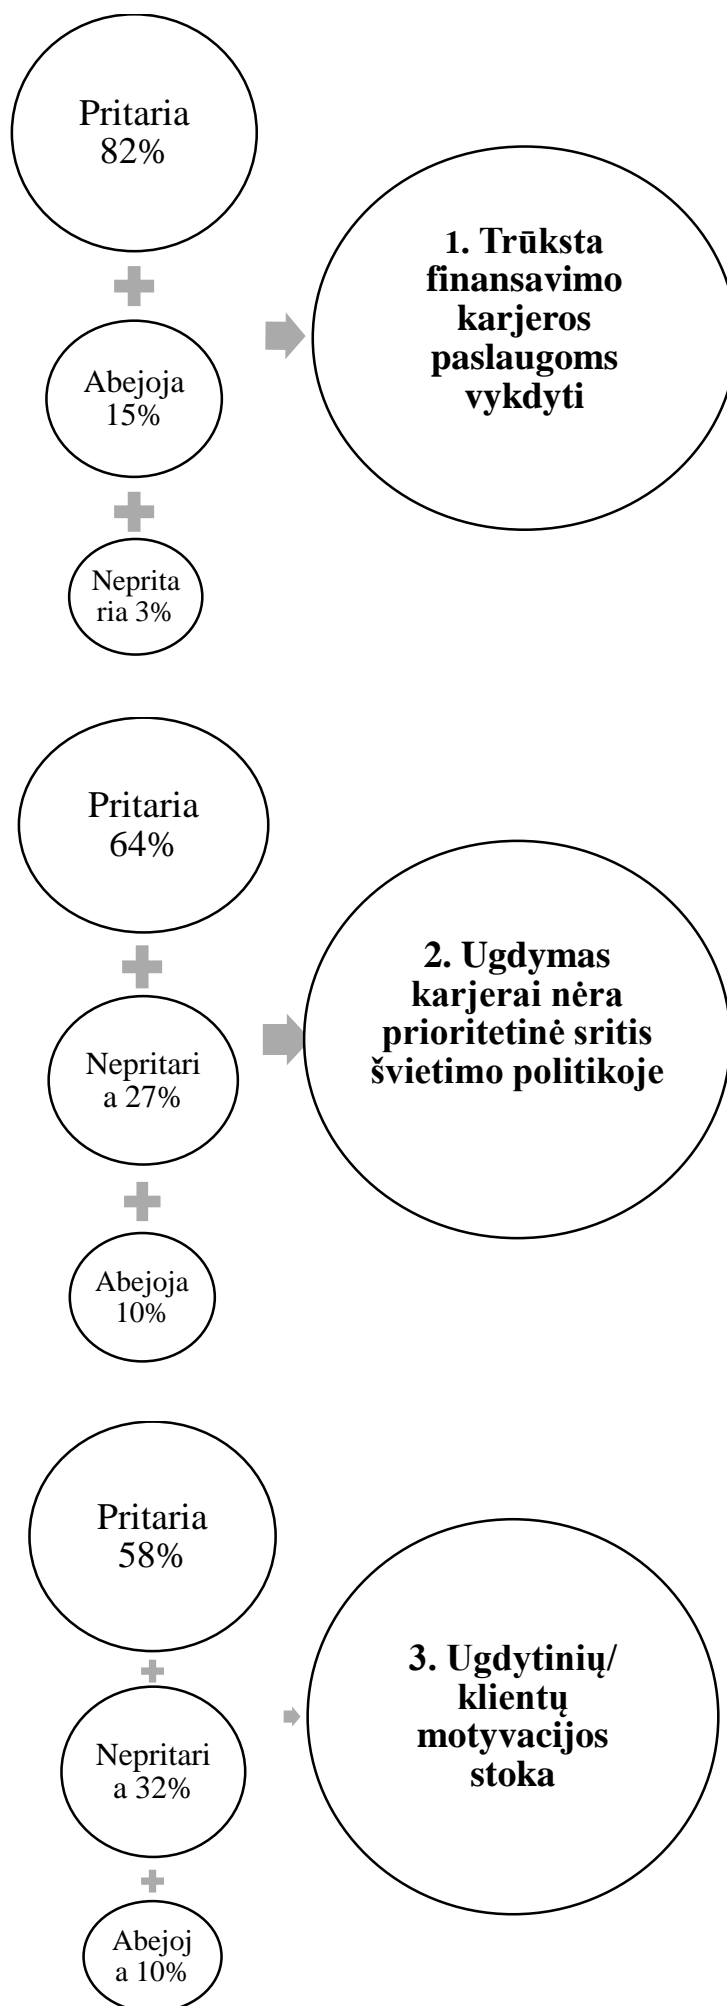 Pritaria
82%
Abejoja
15%
Neprita
ria 3%
1. Trūksta
finansavimo
karjeros
paslaugoms
vykdyti
Pritaria
64%
Nepritari
a 27%
Abejoja
10%
2. Ugdymas
karjerai nėra
prioritetinė sritis
švietimo politikoje
Pritaria
58%
Nepritari
a 32%
Abejoj
a 10%
3. Ugdytinių/
klientų
motyvacijos
stoka